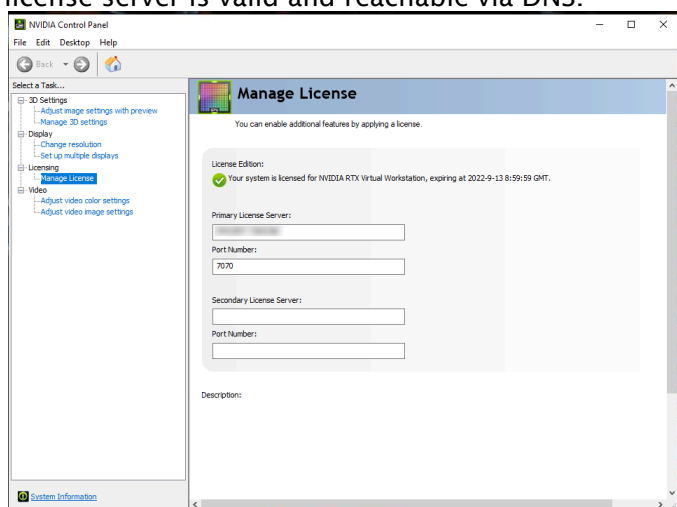 license server is valid and reachable via DNS.
NVIDIA Control Panel
File Edit Desktop Help
Back
Select a Task...
3D Settings
Adjust image settings with preview
Manage 3D settings
Display
Change resolution
Set up multiple displays
Licensing
Manage License
Video
Adjust video color settings
Adjust video image settings
System Information
Manage License
You can enable additional features by applying a license.
License Edition:
Your system is licensed for NVIDIA RTX Virtual Workstation, expiring at 2022-9-13 8:59:59 GMT.
Primary License Server:
Port Number:
7070
Secondary License Server:
Port Number:
Description: